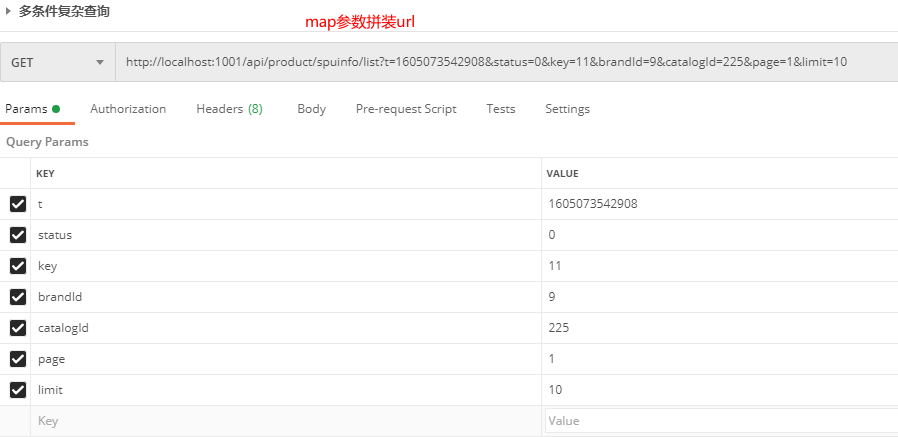 多条件复杂查询
map参数拼装url
GET http://localhost:1001/api/product/spuinfo/list?t=1605073542908&status=0&key=11&brandId=9&catalogId=225&page=1&limit=10
Params Authorization Headers (8) Body Pre-request Script Tests Settings
Query Params
KEY VALUE
t 1605073542908
status 0
key 11
brandId 9
catalogId 225
page 1
limit 10
Key Value